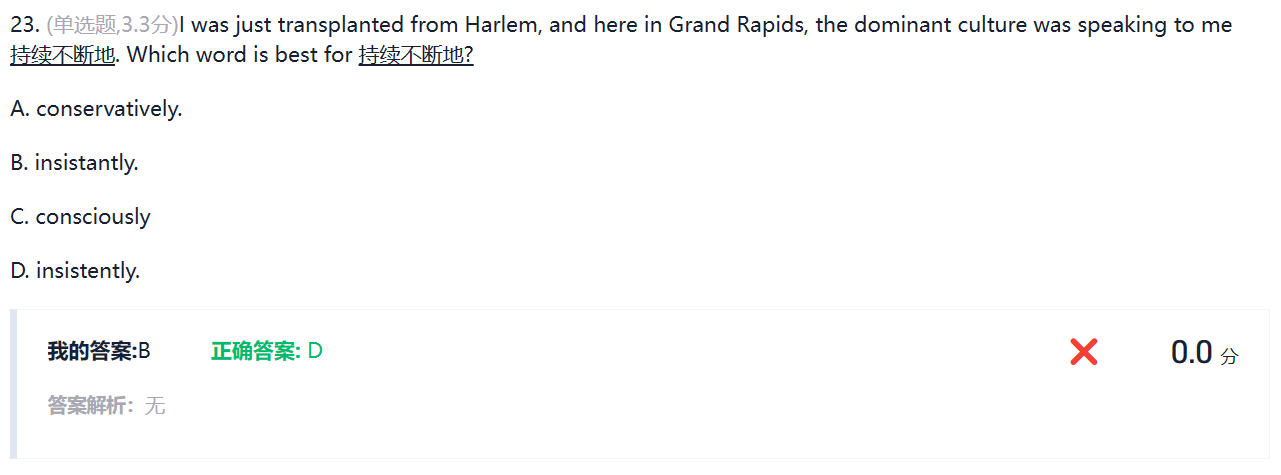 23. (单选题,3.3分)I was just transplanted from Harlem, and here in Grand Rapids, the dominant culture was speaking to me
持续不断地. Which word is best for 持续不断地?
A. conservatively.
B. insistantly.
C. consciously
D. insistently.
我的答案:B 正确答案: D 0.0 分
答案解析: 无